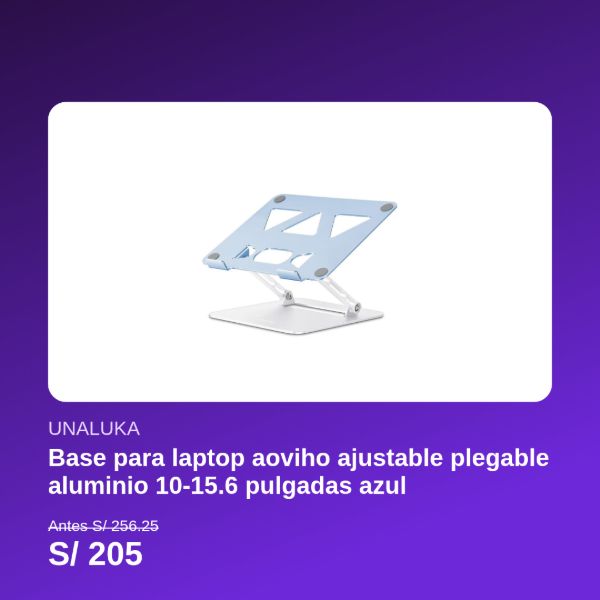 UNALUKA
Base para laptop aoviho ajustable plegable
aluminio 10-15.6 pulgadas azul
Antes S/ 256.25
S/ 205